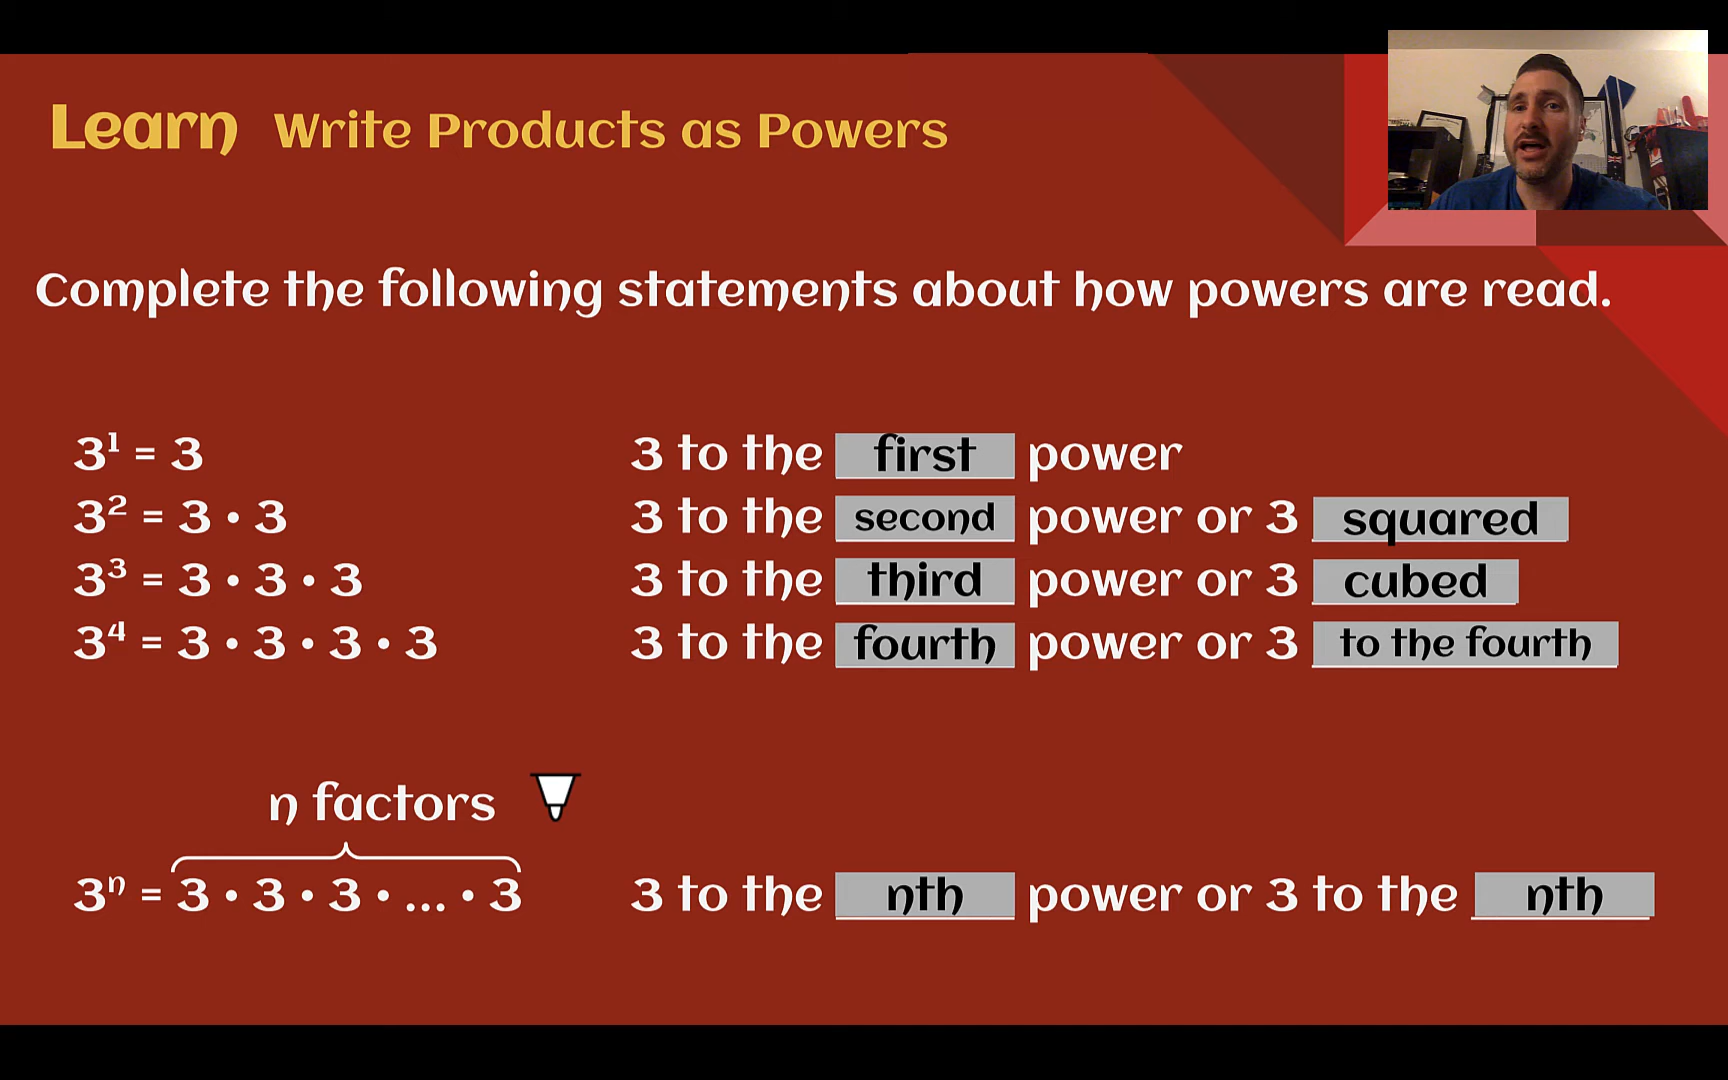 Learn Write Products as Powers
Complete the following statements about how powers are read.
3¹ = 3 3 to the first power
3² = 3 • 3 3 to the second power or 3 squared
3³ = 3 • 3 • 3 3 to the third power or 3 cubed
3⁴ = 3 • 3 • 3 • 3 3 to the fourth power or 3 to the fourth
n factors
3ⁿ = 3 • 3 • 3 • ... • 3 3 to the nth power or 3 to the nth